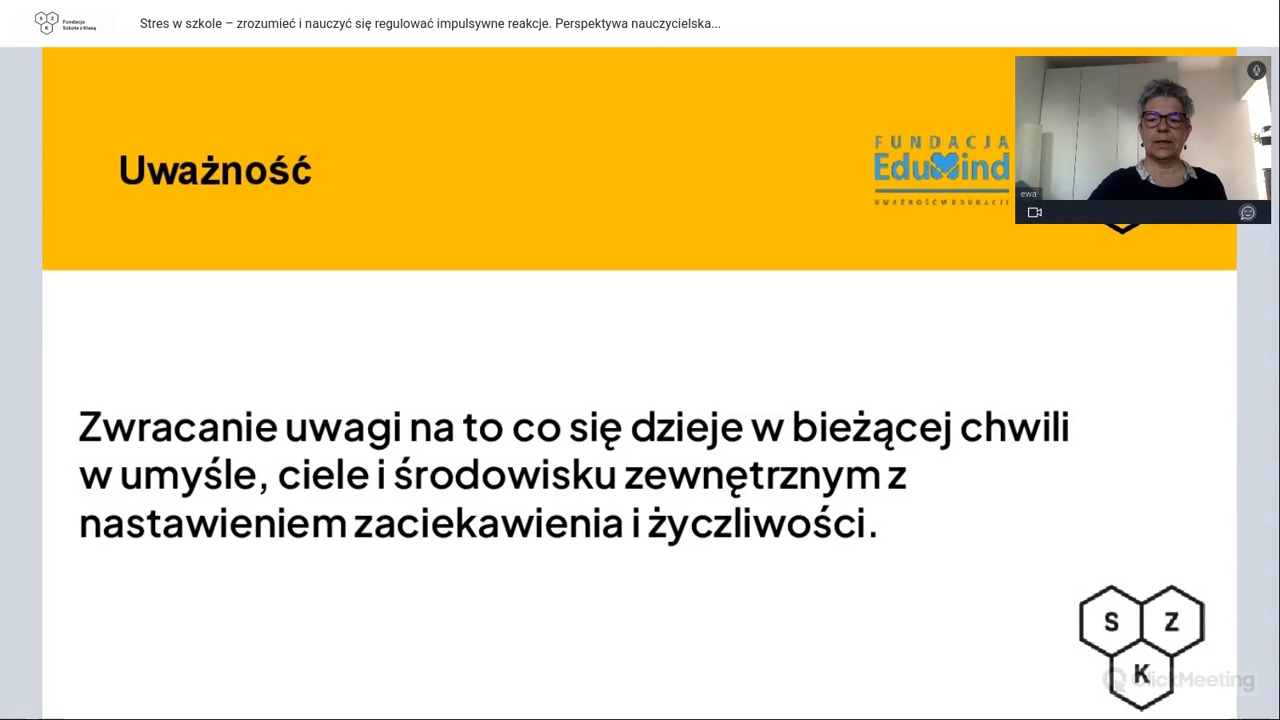 S Z K
Fundacja
Szkoła z Klasą
Stres w szkole – zrozumieć i nauczyć się regulować impulsywne reakcje. Perspektywa nauczycielska...
Uważność
FUNDACJA
EduMind
UWAŻNOŚĆ W EDUKACJI
ewa
Zwracanie uwagi na to co się dzieje w bieżącej chwili
w umyśle, ciele i środowisku zewnętrznym z
nastawieniem zaciekawienia i życzliwości.
S Z
K
ClickMeeting